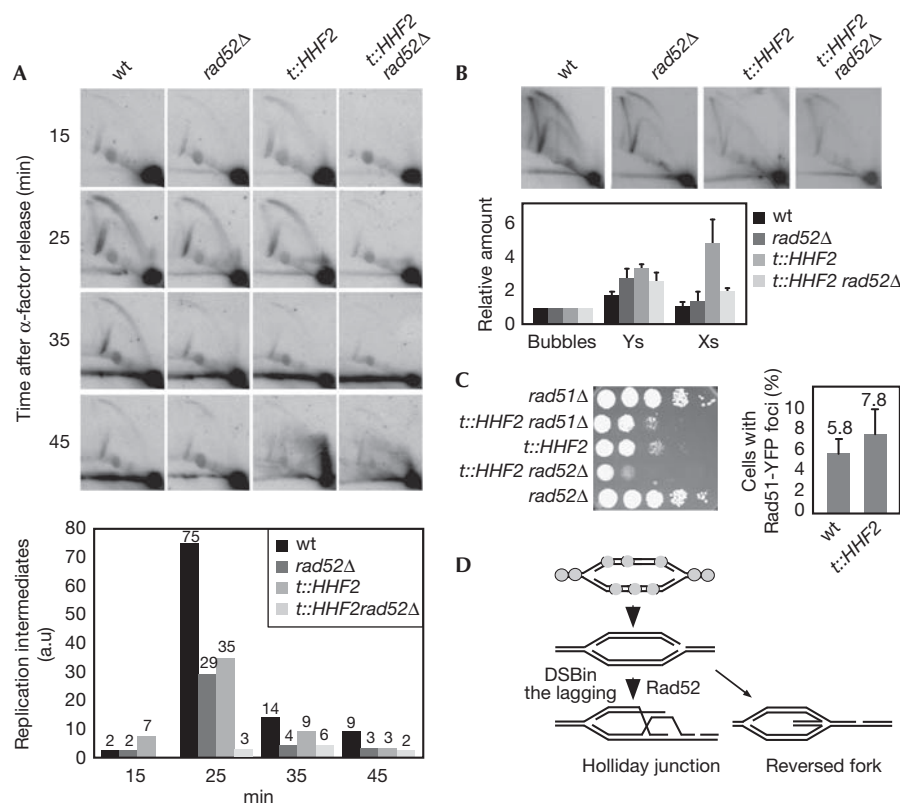 A
wt
rad52Δ
t::HHF2
t::HHF2
rad52Δ
Time after α-factor release (min)
15
25
35
45
Replication intermediates
(a.u)
80
70
60
50
40
30
20
10
0
wt
rad52Δ
t::HHF2
t::HHF2rad52Δ
2 2 7
75 29 35 3
14 4 9 6
9 3 3 2
15 25 35 45
min
B
wt
rad52Δ
t::HHF2
t::HHF2
rad52Δ
Relative amount
6
4
2
0
wt
rad52Δ
t::HHF2
t::HHF2 rad52Δ
Bubbles Ys Xs
C
rad51Δ
t::HHF2 rad51Δ
t::HHF2
t::HHF2 rad52Δ
rad52Δ
Cells with
Rad51-YFP foci (%)
10
8
6
4
2
0
5.8
7.8
wt
t::HHF2
D
DSBin
the lagging
Rad52
Holliday junction
Reversed fork